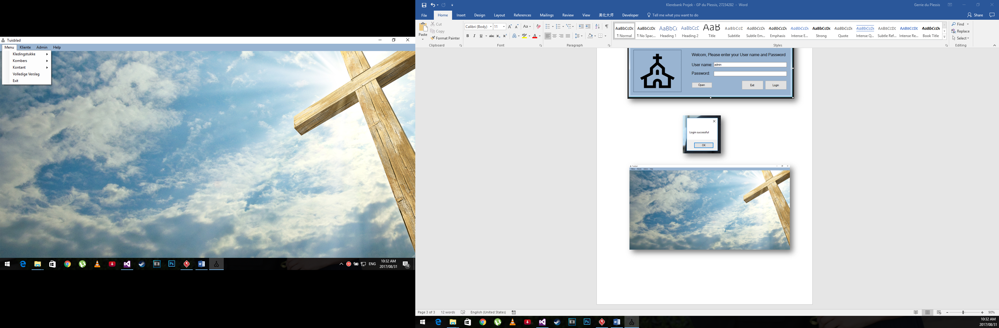 Tuisblad
Menu Kliente Admin Help
Kledingstukke
Kombers
Kontant
Volledige Verslag
Exit
ENG
10:32 AM
2017/08/31
11
Klerebank Projek - GP du Plessis, 27234282 - Word
Gerrie du Plessis
File Home Insert Design Layout References Mailings Review View 美化大师 Developer Tell me what you want to do
Share
Paste
Cut
Copy
Format Painter
Clipboard
Calibri (Body) 11
Font
Paragraph
AaBbCcDc AaBbCcDc AaBbCc AaBbCcD AaB AaBbCcD AaBbCcDc AaBbCcDc AaBbCcDc AaBbCcDc AaBbCcDc AaBbCcDc AaBbCcDc AaBbCcDc AaBbCcDc
¶ Normal ¶ No Spac... Heading 1 Heading 2 Title Subtitle Subtle Em... Emphasis Intense E... Strong Quote Intense Q... Subtle Ref... Intense Re... Book Title
Styles
Find
Replace
Select
Editing
Welcom, Please enter your User name and Password
User name: admin
Password:
Open Exit Login
Login successful
OK
Tuisblad
Menu Kliente Admin Help
Page 3 of 3 12 words English (United States)
90%
10:32 AM
2017/08/31